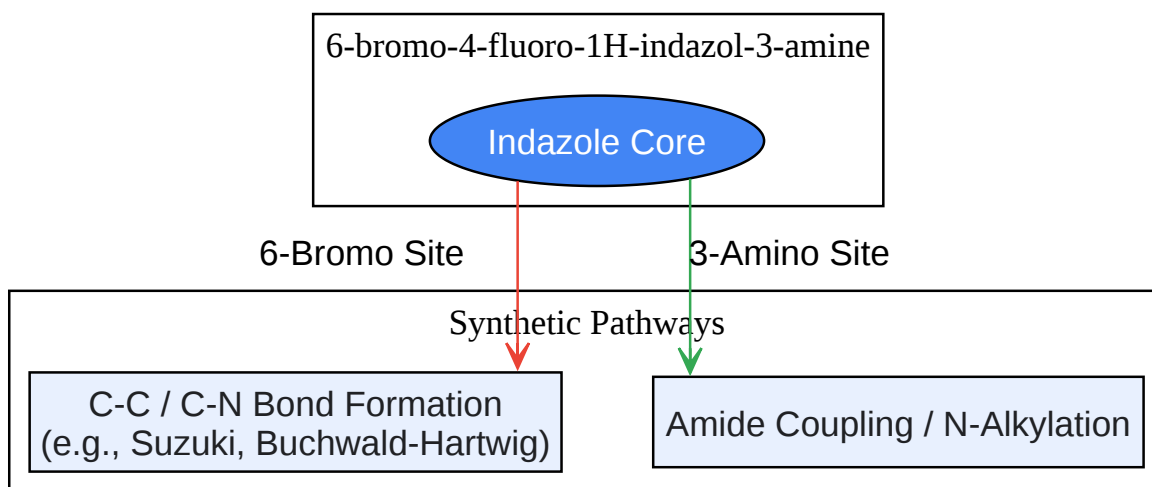 6-bromo-4-fluoro-1H-indazol-3-amine
Indazole Core
6-Bromo Site
3-Amino Site
Synthetic Pathways
C-C / C-N Bond Formation
(e.g., Suzuki, Buchwald-Hartwig)
Amide Coupling / N-Alkylation